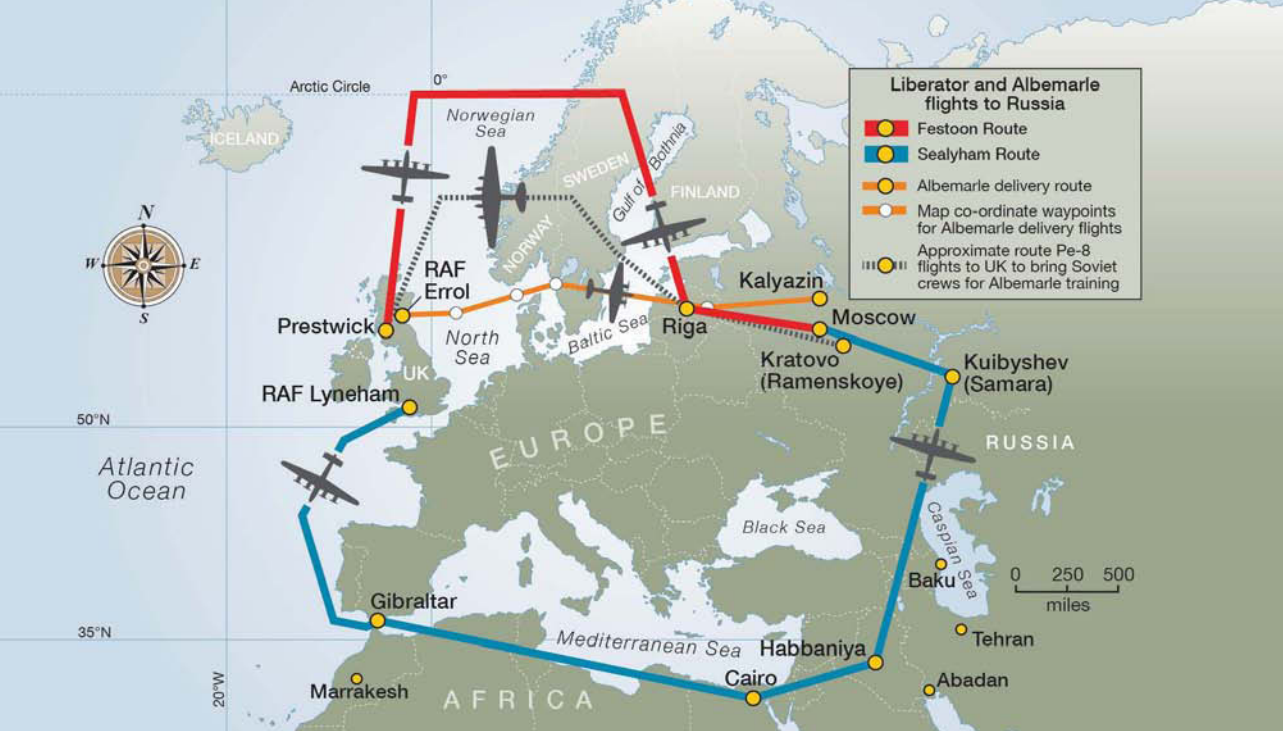 Arctic Circle
0°
Norwegian
Sea
ICELAND
SWEDEN
Gulf of Bothnia
FINLAND
NORWAY
N
W
E
S
RAF
Errol
Prestwick
North
Sea
Baltic Sea
Riga
Kalyazin
Moscow
Kratovo
(Ramenskoye)
Kuibyshev
(Samara)
UK
RAF Lyneham
50°N
EUROPE
RUSSIA
Atlantic
Ocean
Black Sea
Caspian Sea
Baku
0 250 500
miles
Gibraltar
35°N
Mediterranean Sea
Habbaniya
Tehran
Cairo
Abadan
Marrakesh
20°W
AFRICA
Liberator and Albemarle
flights to Russia
Festoon Route
Sealyham Route
Albemarle delivery route
Map co-ordinate waypoints
for Albemarle delivery flights
Approximate route Pe-8
flights to UK to bring Soviet
crews for Albemarle training